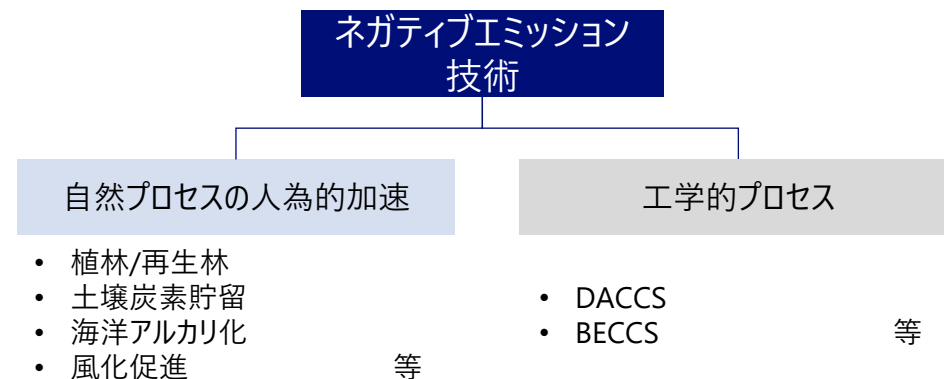 ネガティブエミッション
技術
自然プロセスの人為的加速
• 植林/再生林
• 土壌炭素貯留
• 海洋アルカリ化
• 風化促進 等
工学的プロセス
• DACCS
• BECCS 等